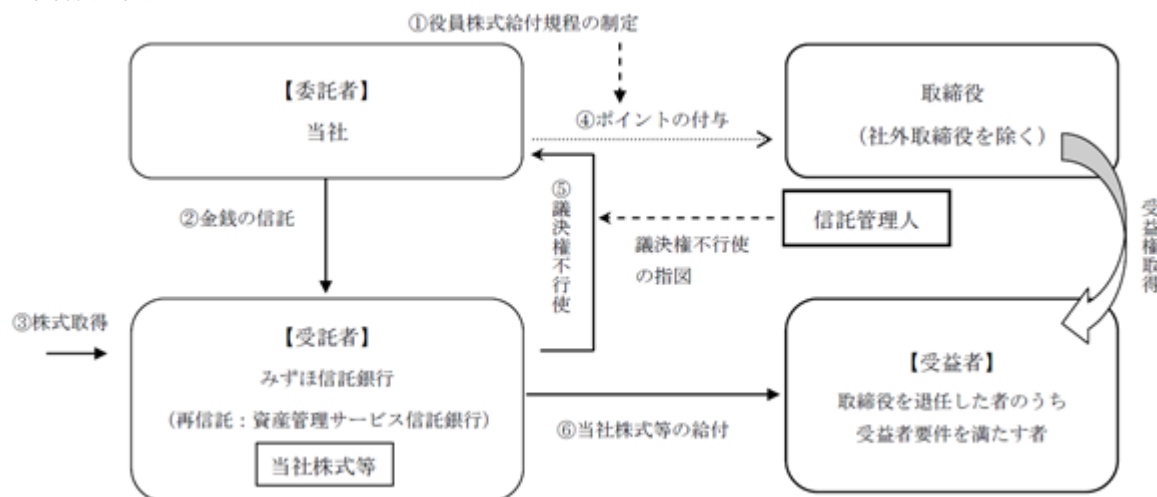 ①役員株式給付規程の制定
【委託者】
当社
④ポイントの付与
取締役
(社外取締役を除く)
②金銭の信託
⑤議決権不行使
議決権不行使
の指図
信託管理人
受益権取得
③株式取得
【受託者】
みずほ信託銀行
(再信託:資産管理サービス信託銀行)
当社株式等
⑥当社株式等の給付
【受益者】
取締役を退任した者のうち
受益者要件を満たす者